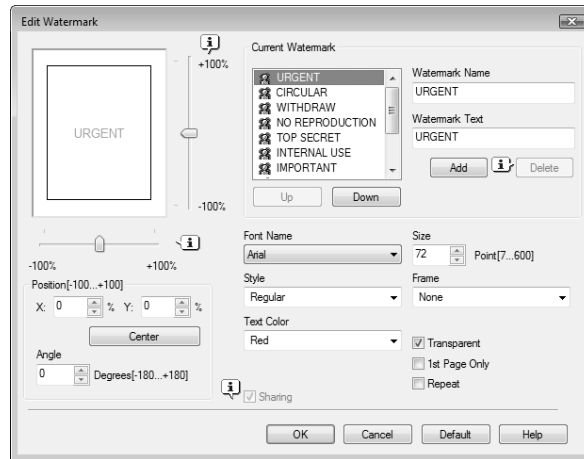 Edit Watermark
+100%
URGENT
-100%
-100%
+100%
Position[-100...+100]
X: 0 % Y: 0 %
Center
Angle
0 Degrees[-180...+180]
Current Watermark
URGENT
CIRCULAR
WITHDRAW
NO REPRODUCTION
TOP SECRET
INTERNAL USE
IMPORTANT
Up
Down
Watermark Name
URGENT
Watermark Text
URGENT
Add
Delete
Font Name
Arial
Size
72 Point[7...600]
Style
Regular
Frame
None
Text Color
Red
Transparent
1st Page Only
Repeat
Sharing
OK
Cancel
Default
Help